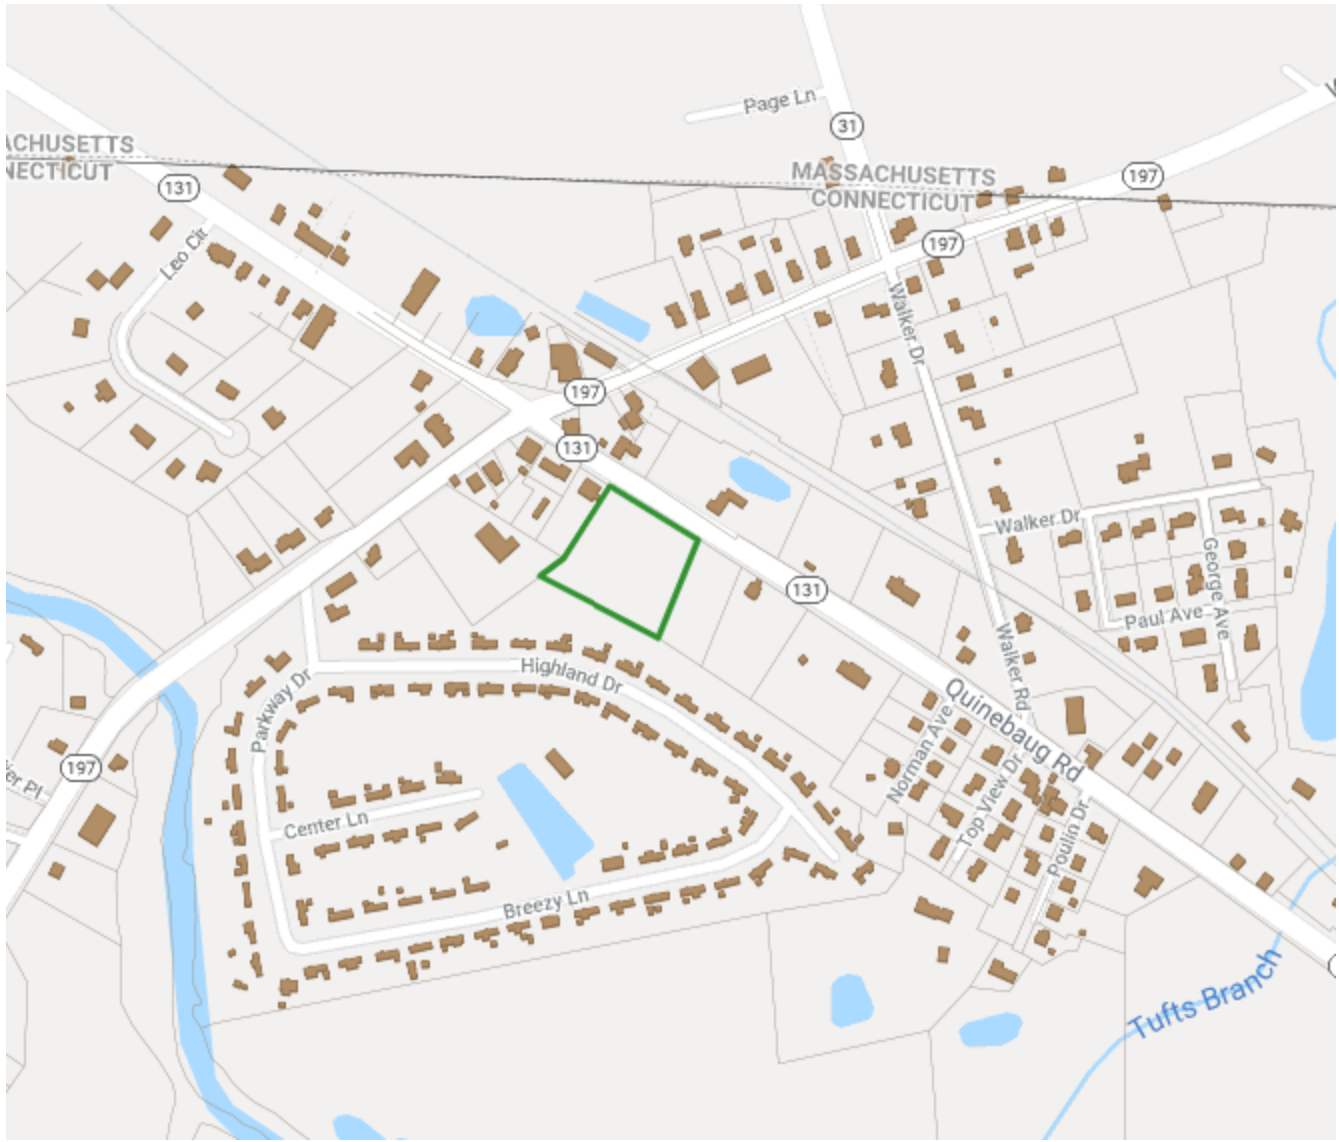 Page Ln
31
ACHUSETTS
NECTICUT
131
MASSACHUSETTS
CONNECTICUT
197
197
Leo Cir
Walker Dr
197
131
Walker Dr
George Ave
131
Paul Ave
Walker Rd
Highland Dr
Parkway Dr
Quinebaug Rd
Norman Ave
197
Top View Dr
Center Ln
Poulin Dr
Breezy Ln
Tufts Branch